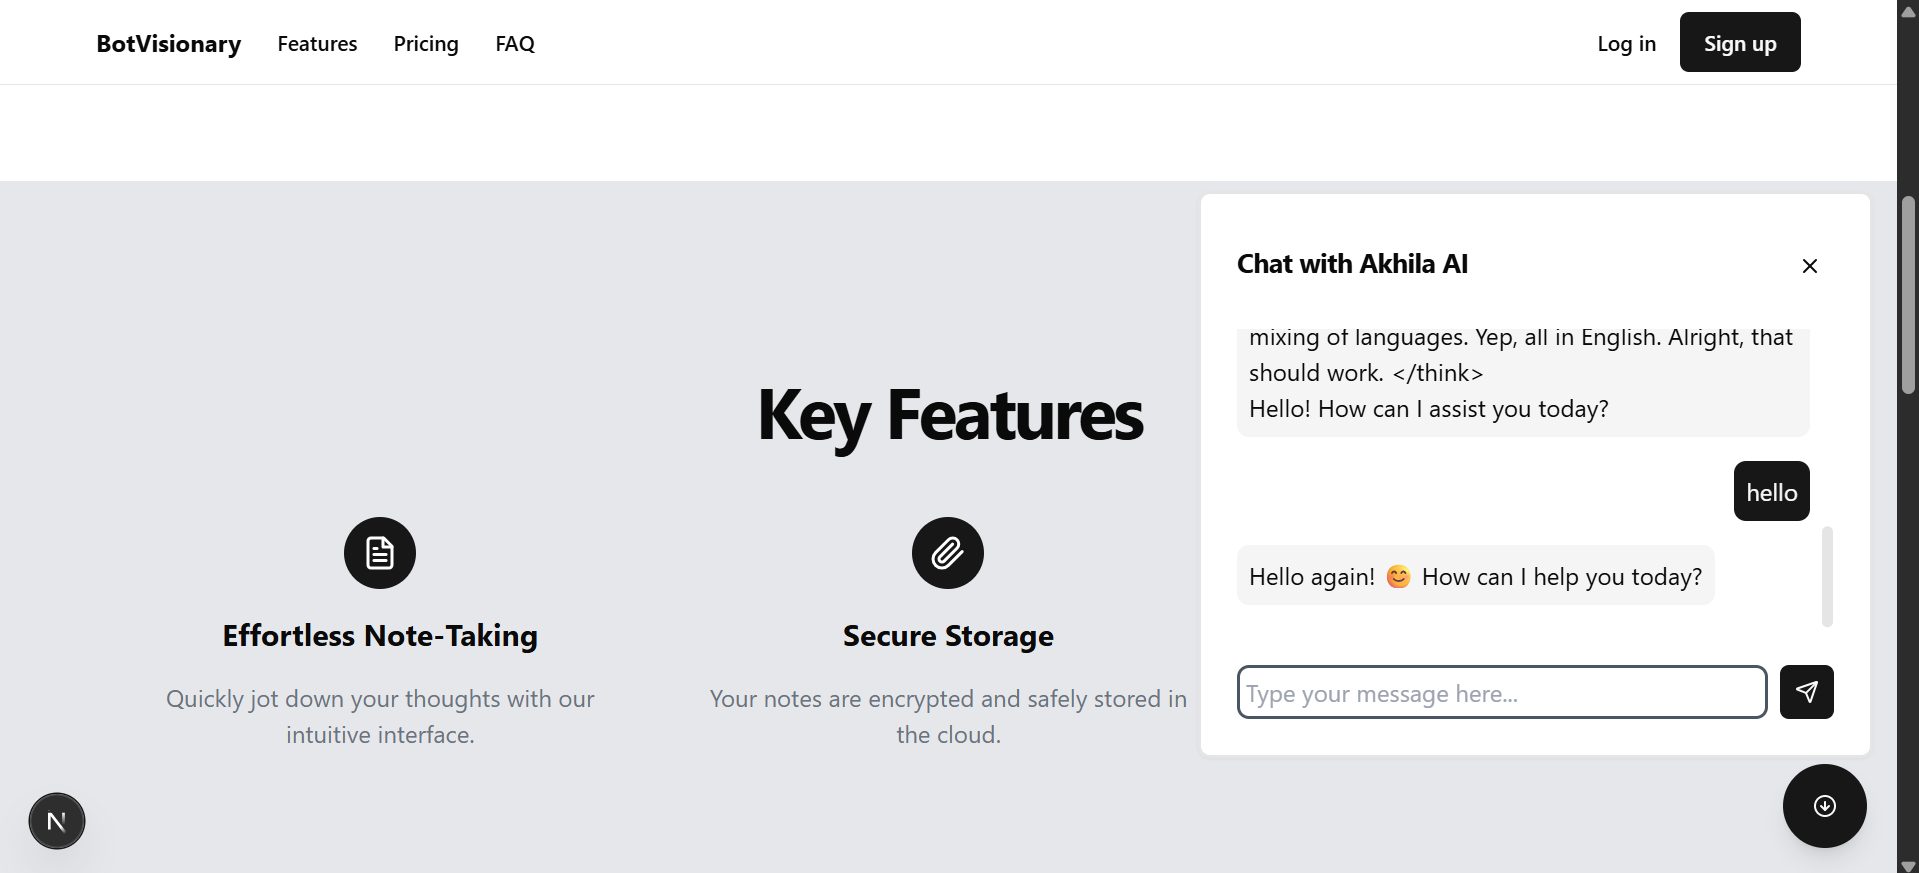 BotVisionary Features Pricing FAQ Log in Sign up
Key Features
Effortless Note-Taking
Quickly jot down your thoughts with our
intuitive interface.
Secure Storage
Your notes are encrypted and safely stored in
the cloud.
Chat with Akhila AI
mixing of languages. Yep, all in English. Alright, that
should work. </think>
Hello! How can I assist you today?
hello
Hello again! 😊 How can I help you today?
Type your message here...
N